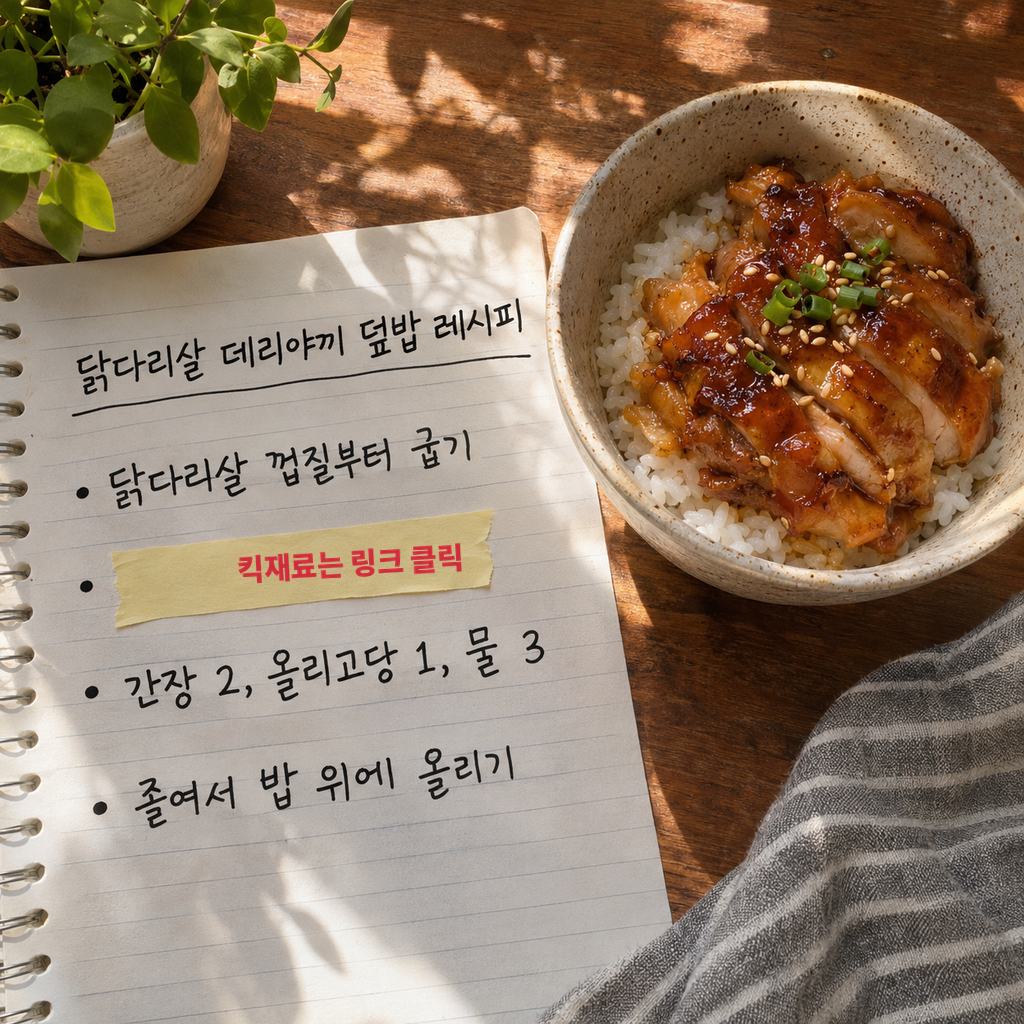 닭다리살 데리야끼 덮밥 레시피
• 닭다리살 껍질부터 굽기
• 킥재료는 링크 클릭
• 간장 2, 올리고당 1, 물 3
• 졸여서 밥 위에 올리기